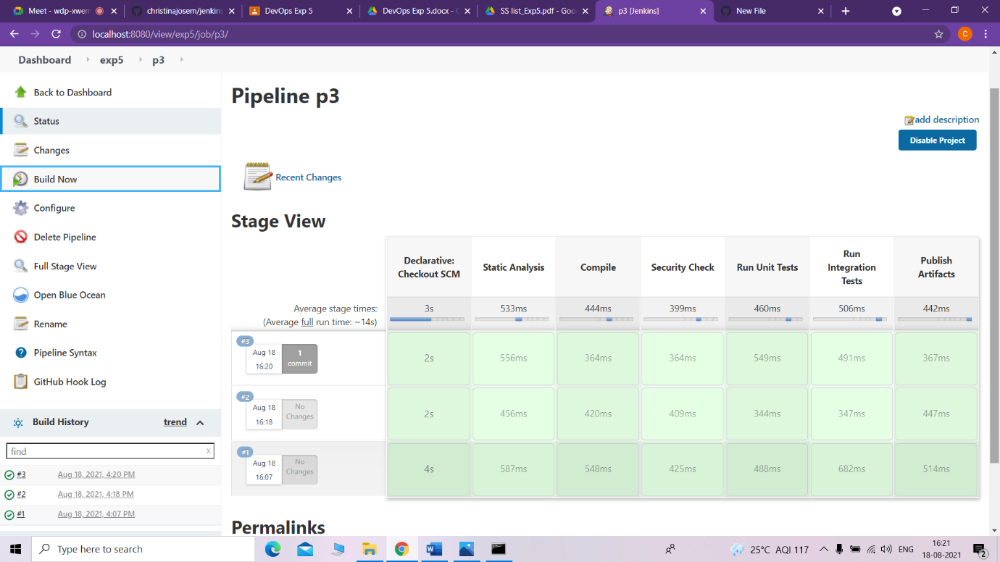 Meet - wdp-xwem
christinajosem/jenkins
DevOps Exp 5
DevOps Exp 5.docx - G
SS list_Exp5.pdf - Goo
p3 [Jenkins]
New File
localhost:8080/view/exp5/job/p3/
C
Dashboard
exp5
p3
Back to Dashboard
Status
Changes
Build Now
Configure
Delete Pipeline
Full Stage View
Open Blue Ocean
Rename
Pipeline Syntax
GitHub Hook Log
Build History
trend
find
x
#3 Aug 18, 2021, 4:20 PM
#2 Aug 18, 2021, 4:18 PM
#1 Aug 18, 2021, 4:07 PM
Pipeline p3
add description
Disable Project
Recent Changes
Stage View
Declarative:
Checkout SCM
Static Analysis
Compile
Security Check
Run Unit Tests
Run
Integration
Tests
Publish
Artifacts
Average stage times:
(Average full run time: ~14s)
3s 533ms 444ms 399ms 460ms 506ms 442ms
#3
Aug 18
16:20
1
commit
2s 556ms 364ms 364ms 549ms 491ms 367ms
#2
Aug 18
16:18
No
Changes
2s 456ms 420ms 409ms 344ms 347ms 447ms
#1
Aug 18
16:07
No
Changes
4s 587ms 548ms 425ms 488ms 682ms 514ms
Permalinks
Type here to search
25°C AQI 117
ENG
16:21
18-08-2021
2